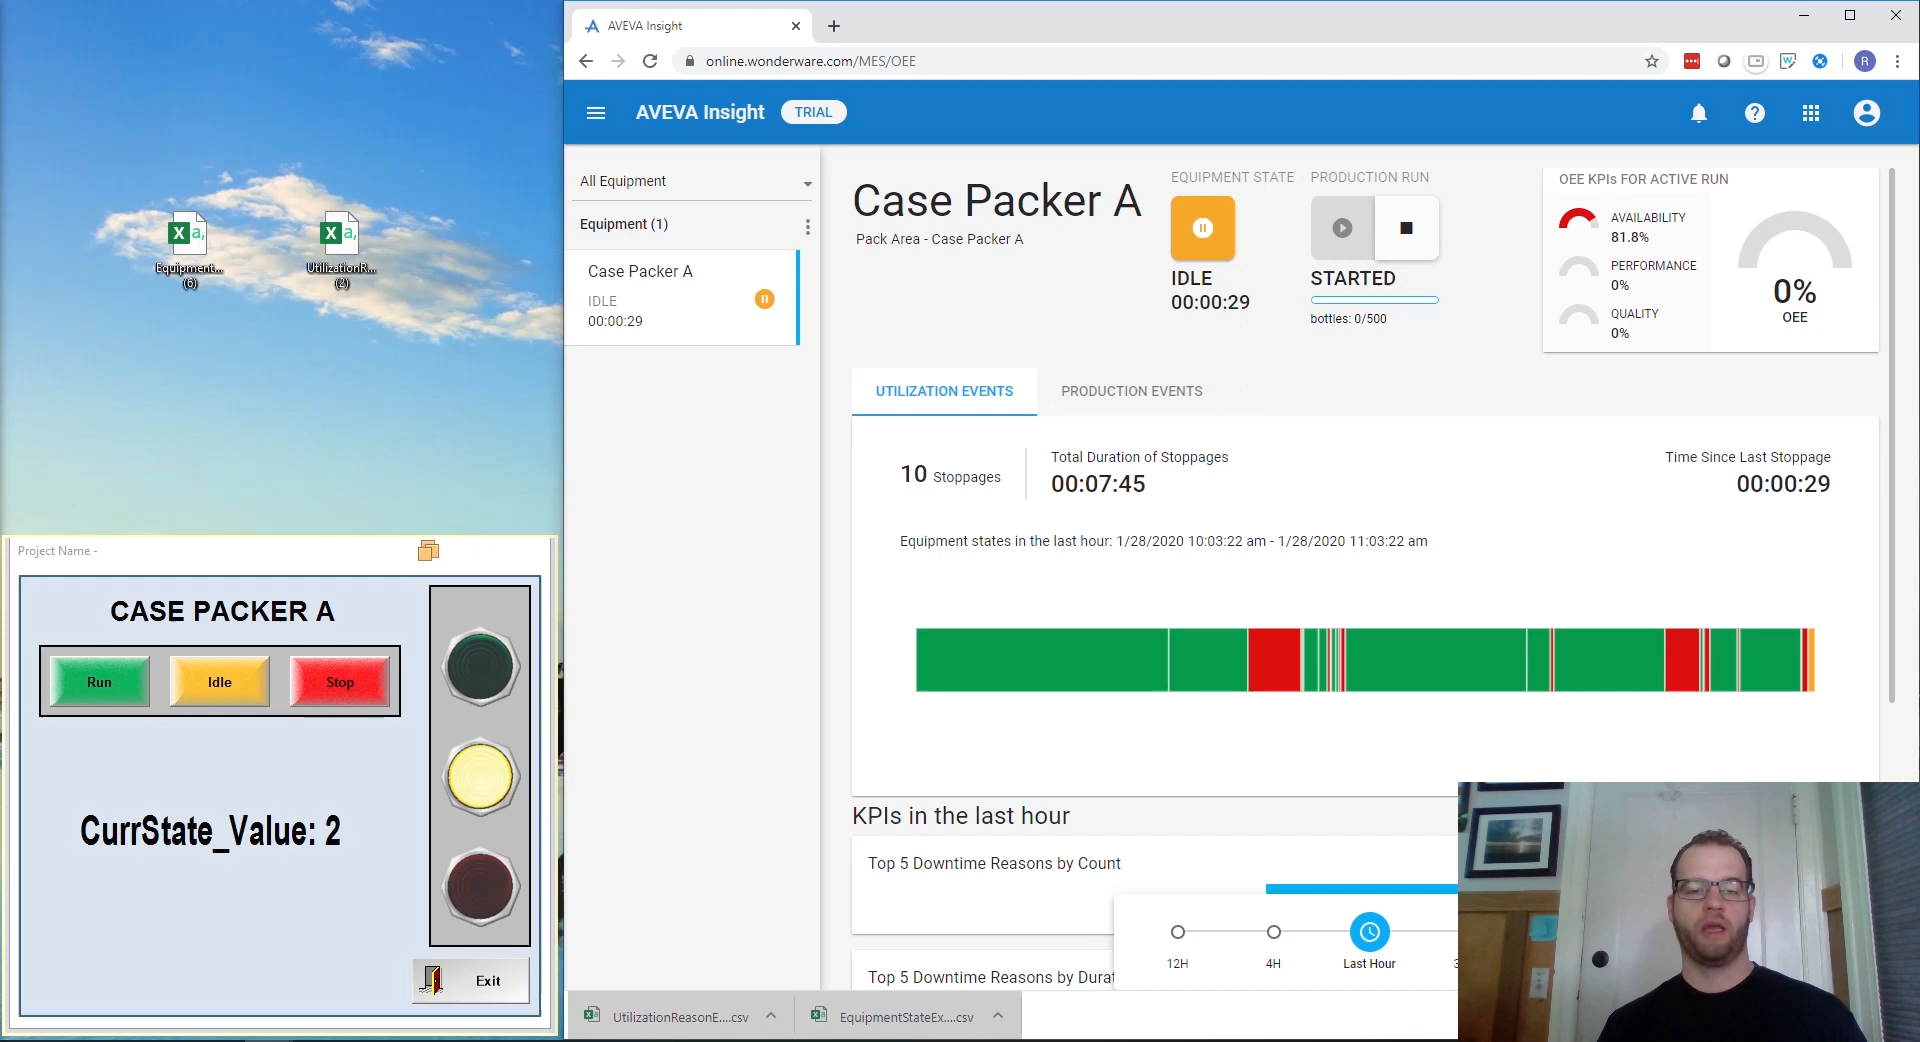 AVEVA Insight
online.wonderware.com/MES/OEE
R
AVEVA Insight TRIAL
All Equipment
Equipment (1)
Case Packer A
IDLE
00:00:29
Case Packer A
Pack Area - Case Packer A
EQUIPMENT STATE
IDLE
00:00:29
PRODUCTION RUN
STARTED
bottles: 0/500
OEE KPIs FOR ACTIVE RUN
AVAILABILITY
81.8%
PERFORMANCE
0%
QUALITY
0%
0%
OEE
UTILIZATION EVENTS
PRODUCTION EVENTS
10 Stoppages
Total Duration of Stoppages
00:07:45
Time Since Last Stoppage
00:00:29
Equipment states in the last hour: 1/28/2020 10:03:22 am - 1/28/2020 11:03:22 am
KPIs in the last hour
Top 5 Downtime Reasons by Count
12H
4H
Last Hour
Top 5 Downtime Reasons by Durat
UtilizationReasonE....csv
EquipmentStateEx....csv
Equipment...
(6)
UtilizationR...
(2)
Project Name -
CASE PACKER A
Run
Idle
Stop
CurrState_Value: 2
Exit